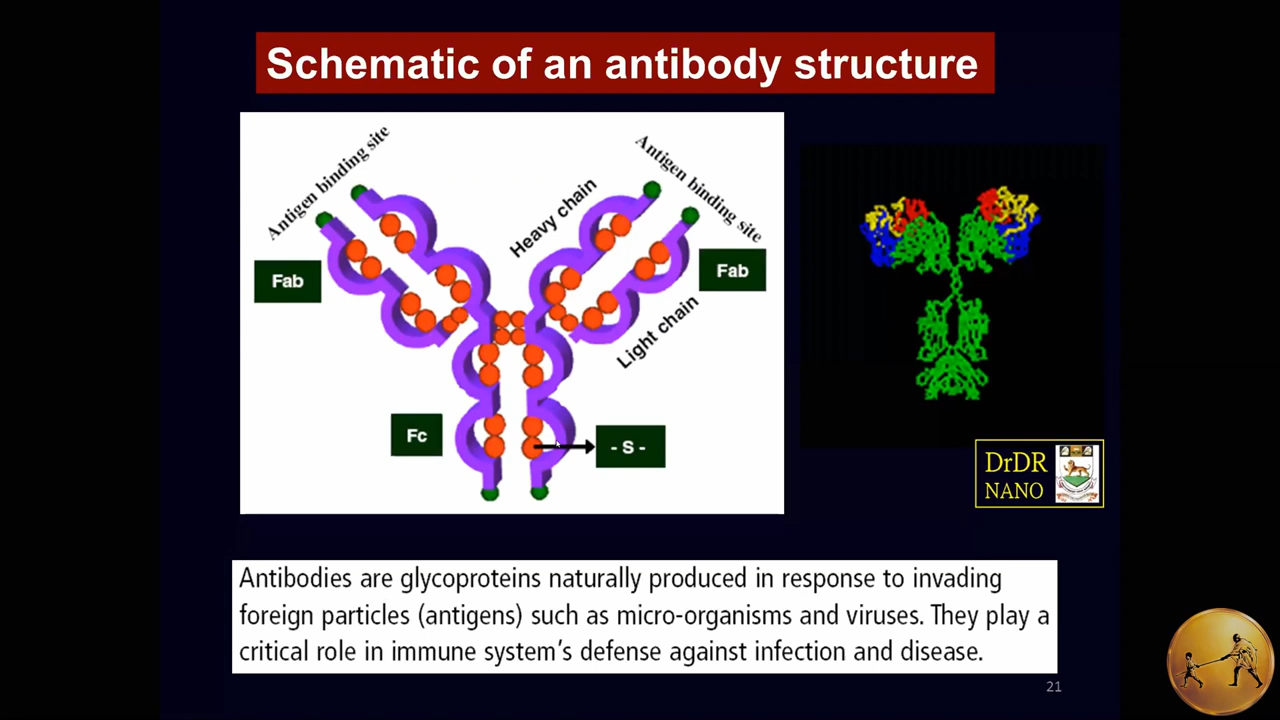 Schematic of an antibody structure
Antigen binding site
Antigen binding site
Heavy chain
Fab
Fab
Light chain
Fc
- S -
DrDR
NANO
Antibodies are glycoproteins naturally produced in response to invading
foreign particles (antigens) such as micro-organisms and viruses. They play a
critical role in immune system's defense against infection and disease.
21